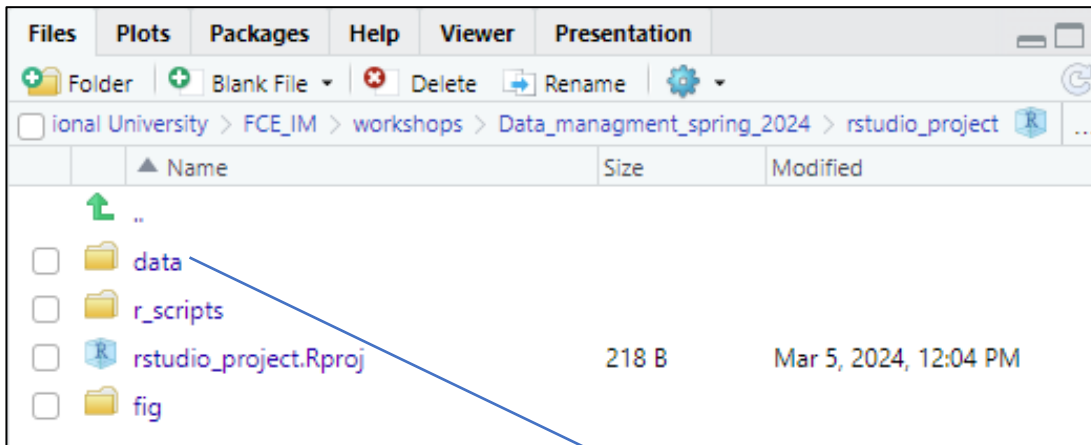 Files Plots Packages Help Viewer Presentation
Folder Blank File Delete Rename
ional University > FCE_IM > workshops > Data_managment_spring_2024 > rstudio_project R ...
Name Size Modified
..
data
r_scripts
R rstudio_project.Rproj 218 B Mar 5, 2024, 12:04 PM
fig